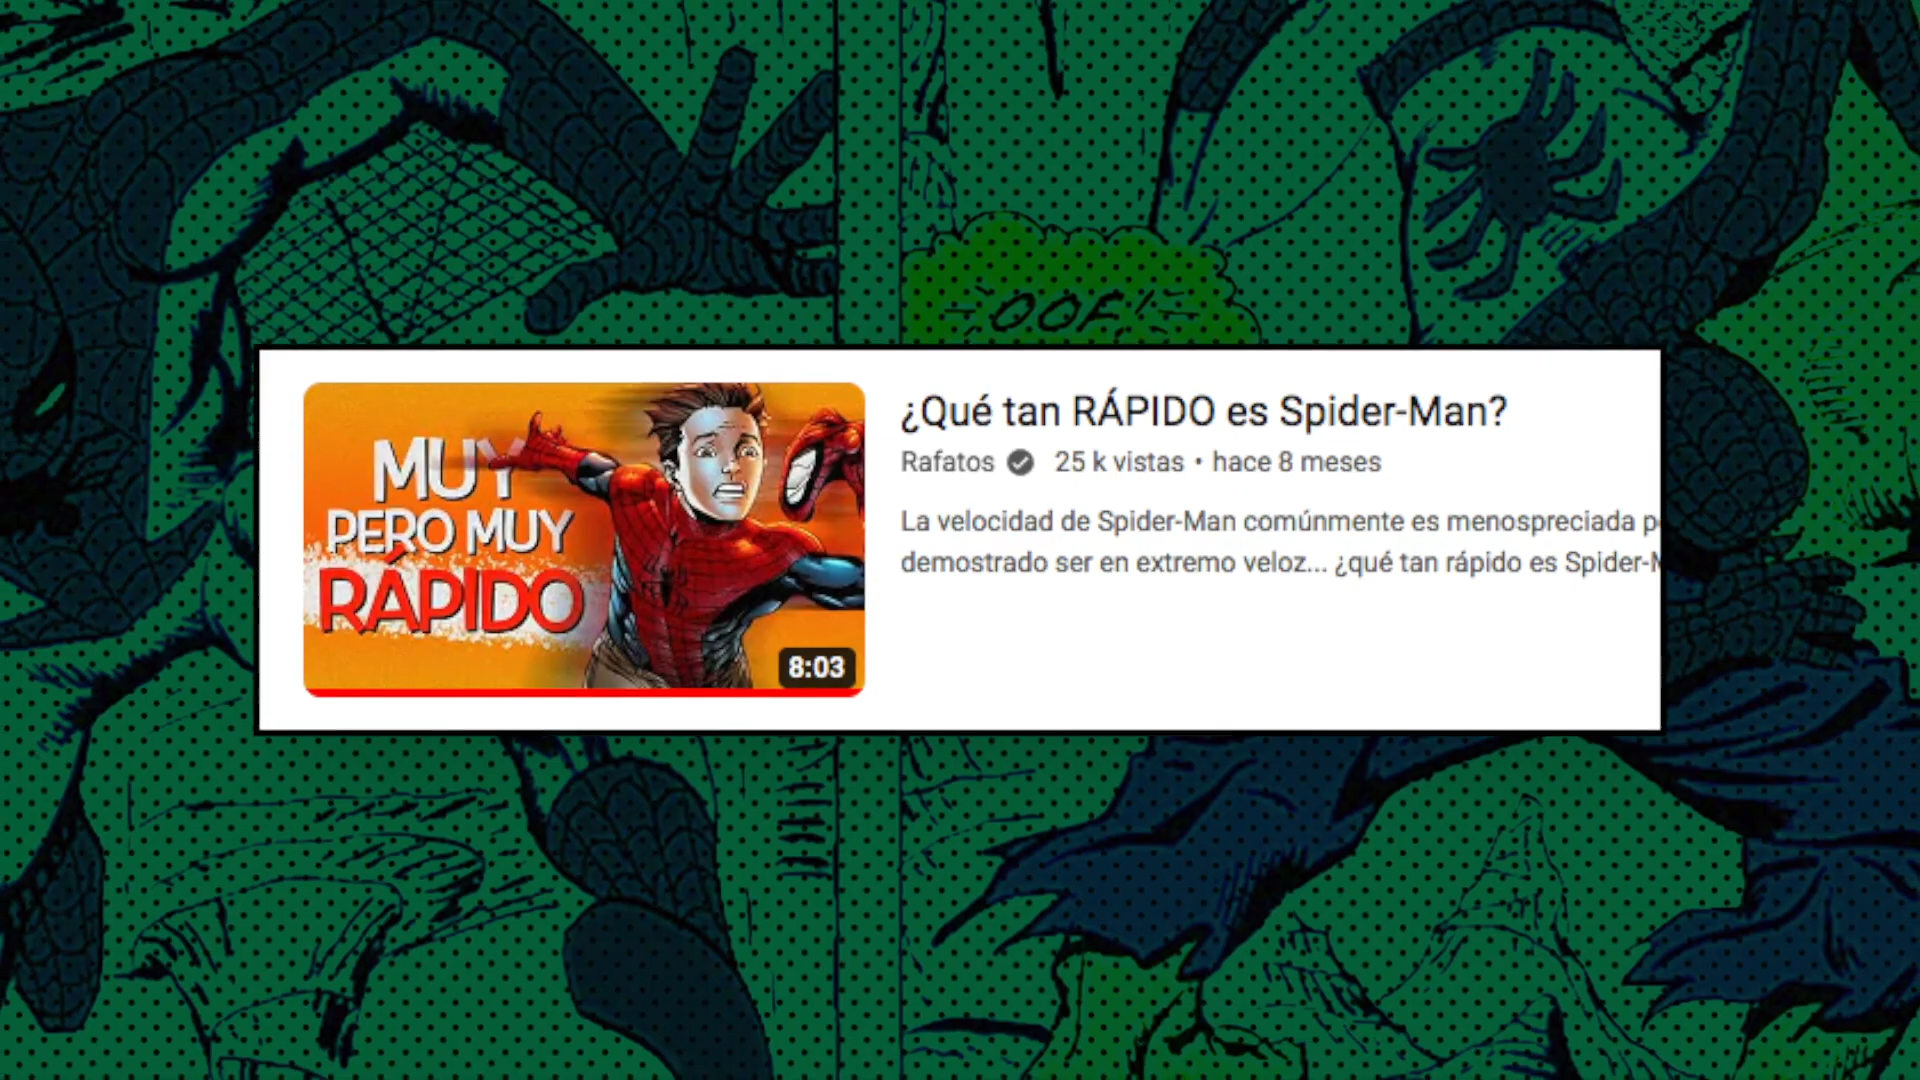 OOF!
MUY
PERO MUY
RÁPIDO
8:03
¿Qué tan RÁPIDO es Spider-Man?
Rafatos 25 k vistas • hace 8 meses
La velocidad de Spider-Man comúnmente es menospreciada
demostrado ser en extremo veloz... ¿qué tan rápido es